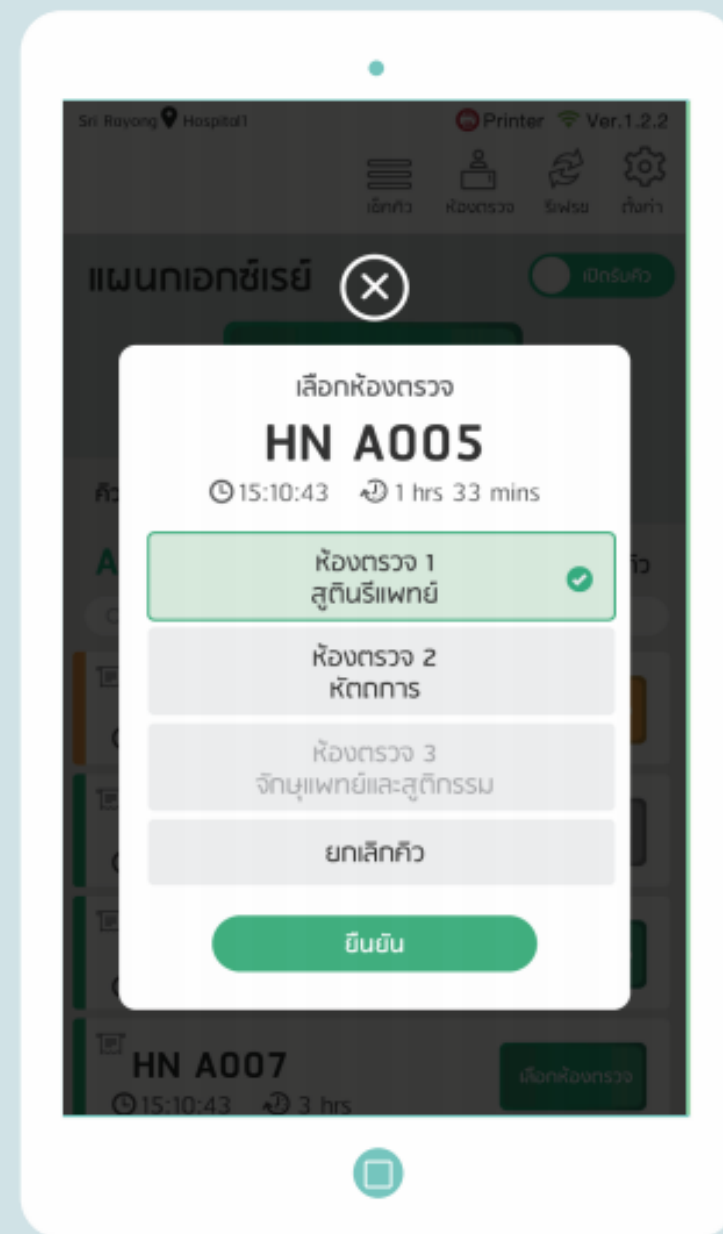 Sri Rayong Hospital1
Printer Ver.1.2.2
เช็กคิว ห้องตรวจ รีเฟรช ตั้งค่า
แผนกเอกซ์เรย์
เปิดรับคิว
เลือกห้องตรวจ
HN A005
15:10:43 1 hrs 33 mins
ห้องตรวจ 1
สูตินรีแพทย์
ห้องตรวจ 2
หัตถการ
ห้องตรวจ 3
จักษุแพทย์และสูติกรรม
ยกเลิกคิว
ยืนยัน
HN A007
เลือกห้องตรวจ
15:10:43 3 hrs